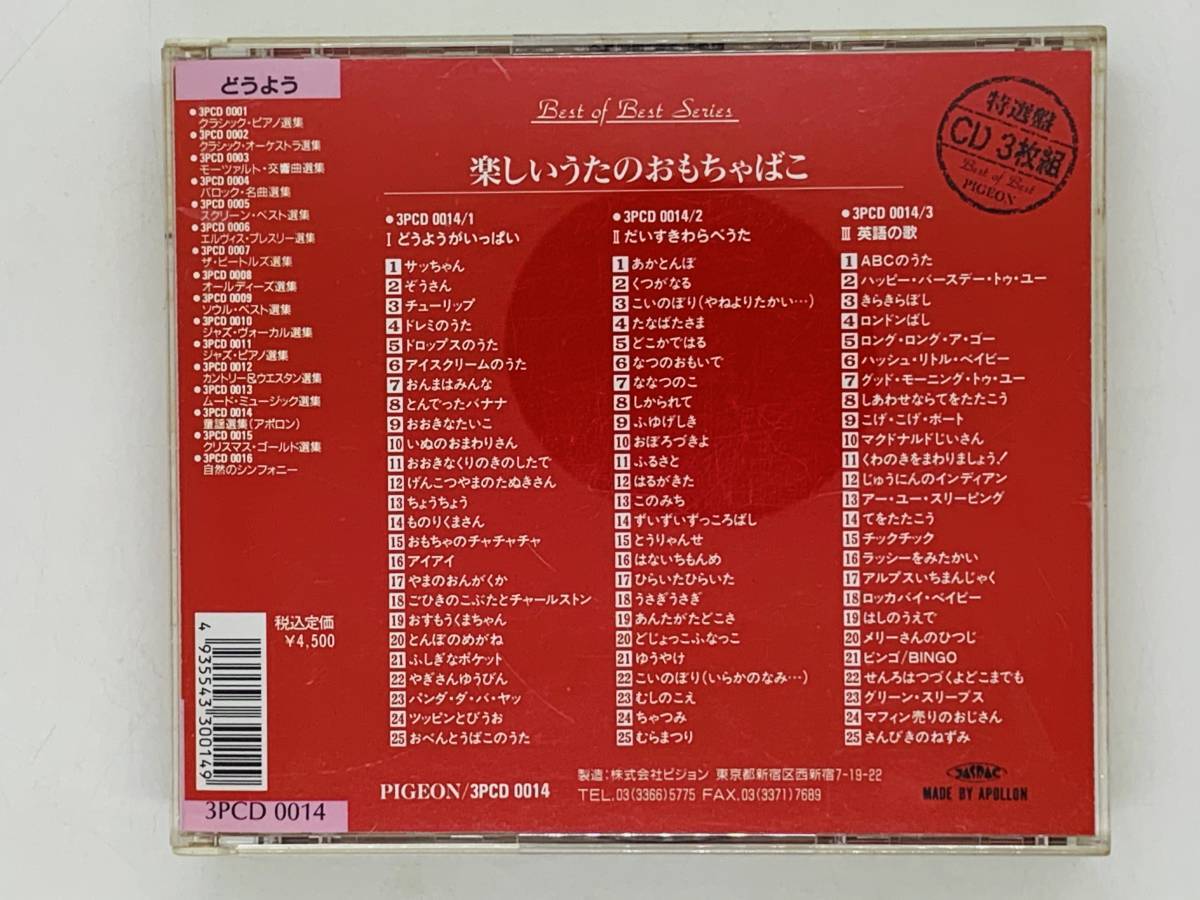 どうよう
●3PCD 0001
クラシック・ピアノ選集
●3PCD 0002
クラシック・オーケストラ選集
●3PCD 0003
モーツァルト・交響曲選集
●3PCD 0004
バロック・名曲選集
●3PCD 0005
スクリーン・ベスト選集
●3PCD 0006
エルヴィス・プレスリー選集
●3PCD 0007
ザ・ビートルズ選集
●3PCD 0008
オールディーズ選集
●3PCD 0009
ソウル・ベスト選集
●3PCD 0010
ジャズ・ヴォーカル選集
●3PCD 0011
ジャズ・ピアノ選集
●3PCD 0012
カントリー&ウエスタン選集
●3PCD 0013
ムード・ミュージック選集
●3PCD 0014
童謡選集(アポロン)
●3PCD 0015
クリスマス・ゴールド選集
●3PCD 0016
自然のシンフォニー
税込定価
¥4,500
4 935543 300149
3PCD 0014
Best of Best Series
楽しいうたのおもちゃばこ
特選盤
CD 3枚組
Best of Best
PIGEON
●3PCD 0014/1
Ⅰ どうようがいっぱい
1 サッちゃん
2 ぞうさん
3 チューリップ
4 ドレミのうた
5 ドロップスのうた
6 アイスクリームのうた
7 おんまはみんな
8 とんでったバナナ
9 おおきなたいこ
10 いぬのおまわりさん
11 おおきなくりのきのしたで
12 げんこつやまのたぬきさん
13 ちょうちょう
14 ものりくまさん
15 おもちゃのチャチャチャ
16 アイアイ
17 やまのおんがくか
18 ごひきのこぶたとチャールストン
19 おすもうくまちゃん
20 とんぼのめがね
21 ふしぎなポケット
22 やぎさんゆうびん
23 パンダ・ダ・パ・ヤッ
24 ツッピンとびうお
25 おべんとうばこのうた
●3PCD 0014/2
Ⅱ だいすきわらべうた
1 あかとんぼ
2 くつがなる
3 こいのぼり(やねよりたかい…)
4 たなばたさま
5 どこかではる
6 なつのおもいで
7 ななつのこ
8 しかられて
9 ふゆげしき
10 おぼろづきよ
11 ふるさと
12 はるがきた
13 このみち
14 ずいずいずっころばし
15 とうりゃんせ
16 はないちもんめ
17 ひらいたひらいた
18 うさぎうさぎ
19 あんたがたどこさ
20 どじょっこふなっこ
21 ゆうやけ
22 こいのぼり(いらかのなみ…)
23 むしのこえ
24 ちゃつみ
25 むらまつり
●3PCD 0014/3
Ⅲ 英語の歌
1 ABCのうた
2 ハッピー・バースデー・トゥ・ユー
3 きらきらぼし
4 ロンドンばし
5 ロング・ロング・ア・ゴー
6 ハッシュ・リトル・ベイビー
7 グッド・モーニング・トゥ・ユー
8 しあわせならてをたたこう
9 こげ・こげ・ボート
10 マクドナルドじいさん
11 くわのきをまわりましょう!
12 じゅうにんのインディアン
13 アー・ユー・スリーピング
14 てをたたこう
15 チックチック
16 ラッシーをみたかい
17 アルプスいちまんじゃく
18 ロッカバイ・ベイビー
19 はしのうえで
20 メリーさんのひつじ
21 ビンゴ/BINGO
22 せんろはつづくよどこまでも
23 グリーン・スリーブス
24 マフィン売りのおじさん
25 さんびきのねずみ
PIGEON/3PCD 0014
製造:株式会社ピジョン 東京都新宿区西新宿7-19-22
TEL.03(3366)5775 FAX.03(3371)7689
JASRAC
MADE BY APOLLON